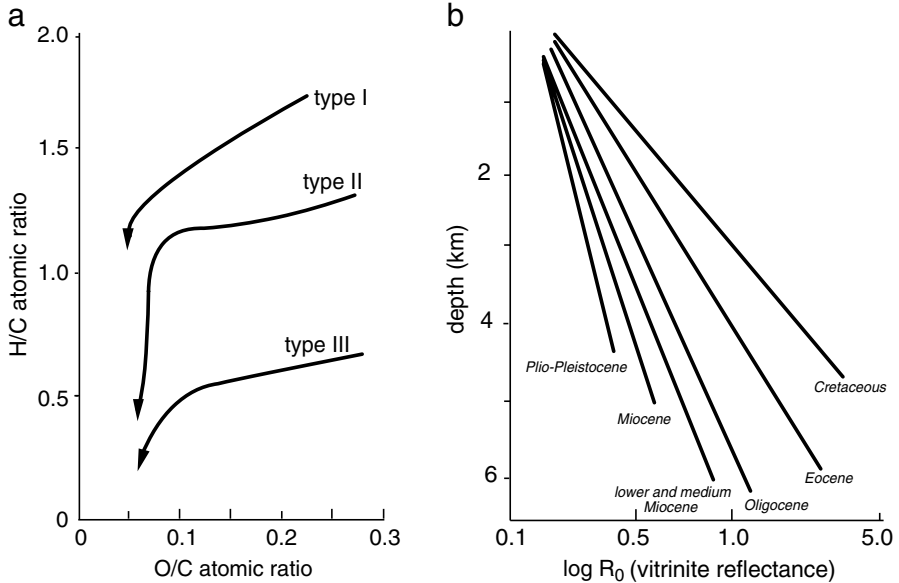 a
2.0
1.5
1.0
0.5
0
H/C atomic ratio
type I
type II
type III
0 0.1 0.2 0.3
O/C atomic ratio
b
2
4
6
depth (km)
Plio-Pleistocene
Miocene
lower and medium
Miocene
Oligocene
Eocene
Cretaceous
0.1 0.5 1.0 5.0
log R₀ (vitrinite reflectance)